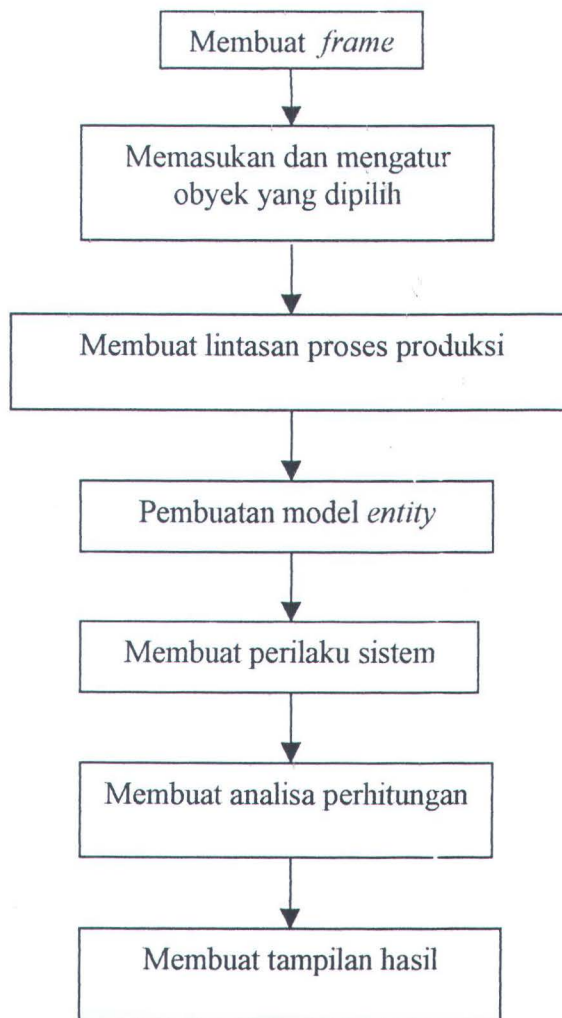 Membuat frame
Memasukan dan mengatur
obyek yang dipilih
Membuat lintasan proses produksi
Pembuatan model entity
Membuat perilaku sistem
Membuat analisa perhitungan
Membuat tampilan hasil